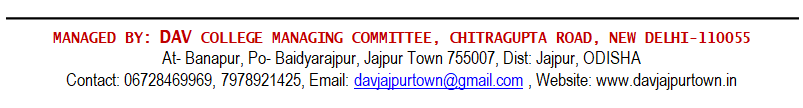 MANAGED BY: DAV COLLEGE MANAGING COMMITTEE, CHITRAGUPTA ROAD, NEW DELHI-110055
At- Banapur, Po- Baidyarajpur, Jajpur Town 755007, Dist: Jajpur, ODISHA
Contact: 06728469969, 7978921425, Email: davjajpurtown@gmail.com , Website: www.davjajpurtown.in